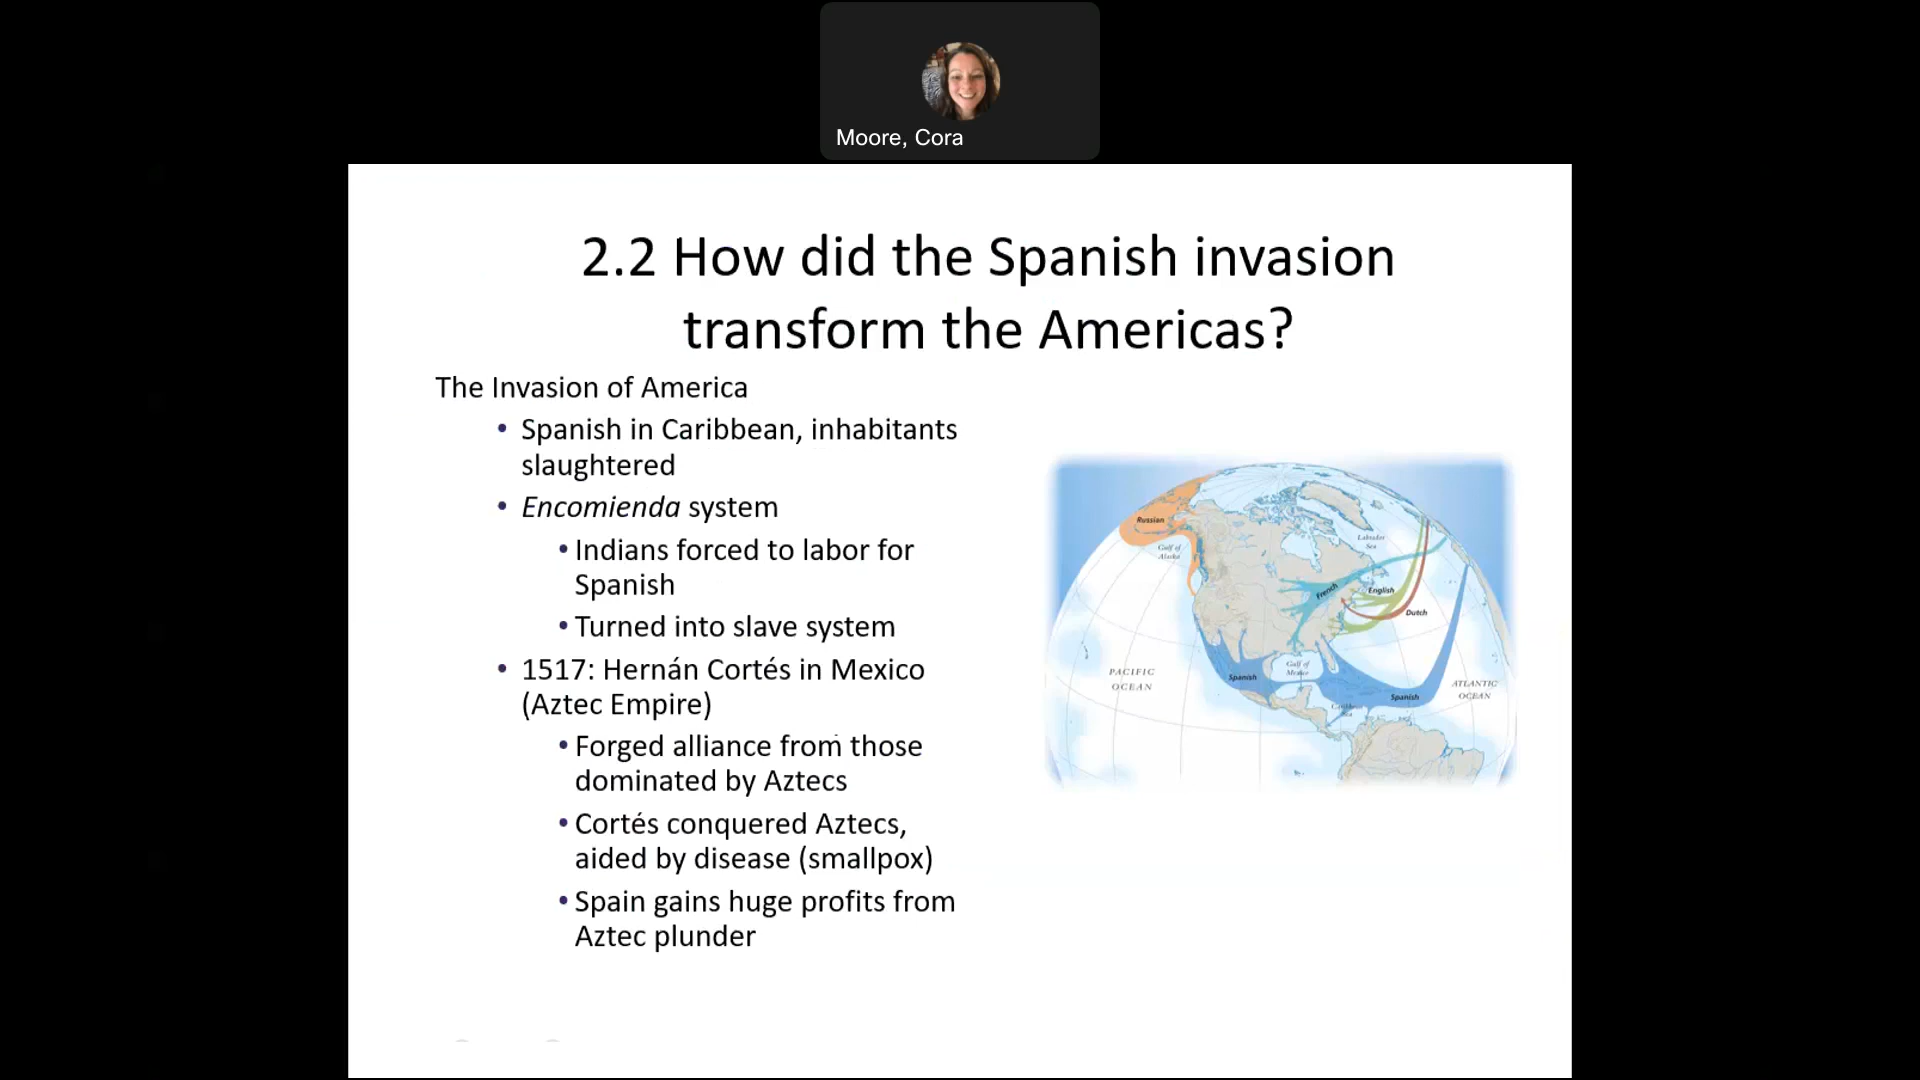 Moore, Cora
2.2 How did the Spanish invasion
transform the Americas?
The Invasion of America
• Spanish in Caribbean, inhabitants
slaughtered
• Encomienda system
• Indians forced to labor for
Spanish
• Turned into slave system
• 1517: Hernán Cortés in Mexico
(Aztec Empire)
• Forged alliance from those
dominated by Aztecs
• Cortés conquered Aztecs,
aided by disease (smallpox)
• Spain gains huge profits from
Aztec plunder
Russian
Gulf of
Alaska
Labrador
Sea
French
English
Dutch
PACIFIC
OCEAN
Spanish
Gulf of
Mexico
Spanish
ATLANTIC
OCEAN
Caribbean
Sea